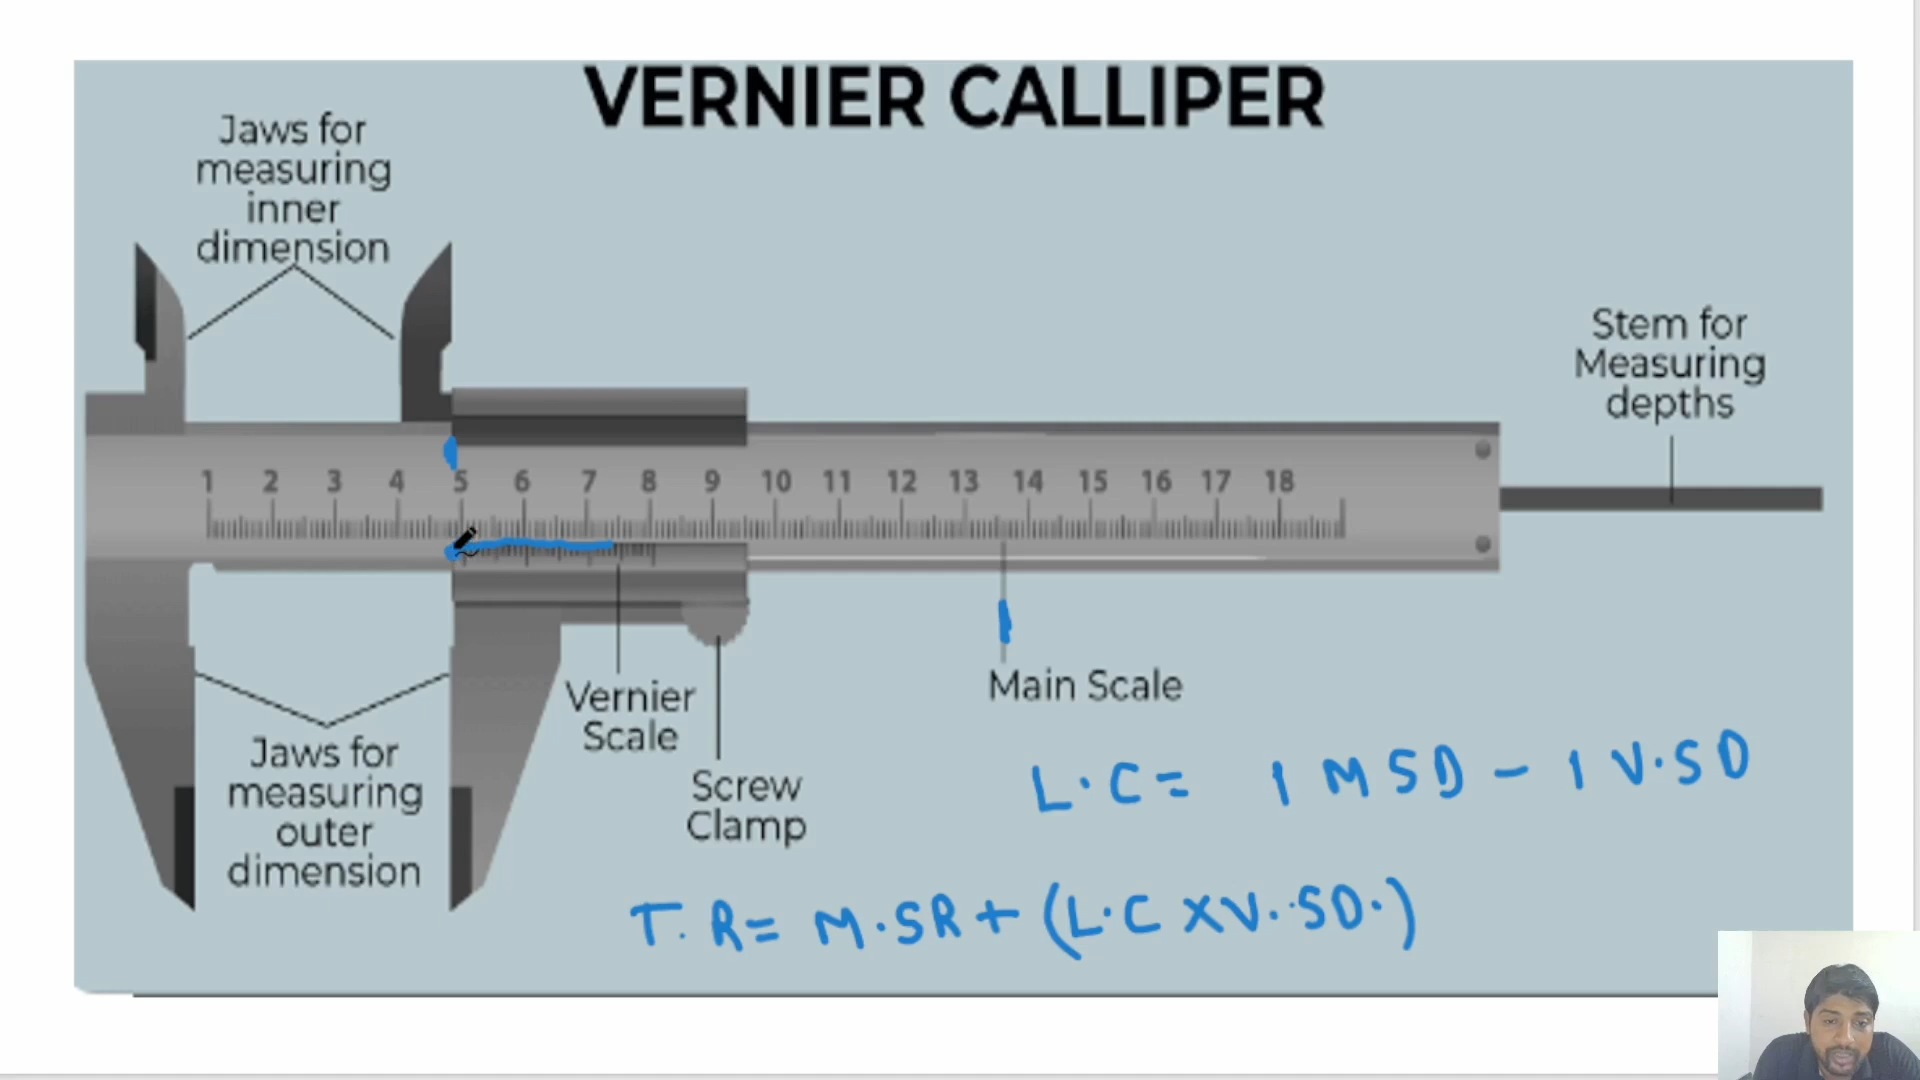 VERNIER CALLIPER
Jaws for
measuring
inner
dimension
Stem for
Measuring
depths
1 2 3 4 5 6 7 8 9 10 11 12 13 14 15 16 17 18
Vernier
Scale
Main Scale
Jaws for
measuring
outer
dimension
Screw
Clamp
L.C = 1 MSD - 1 V.SD
T.R = M.SR + (L.C X V.SD.)